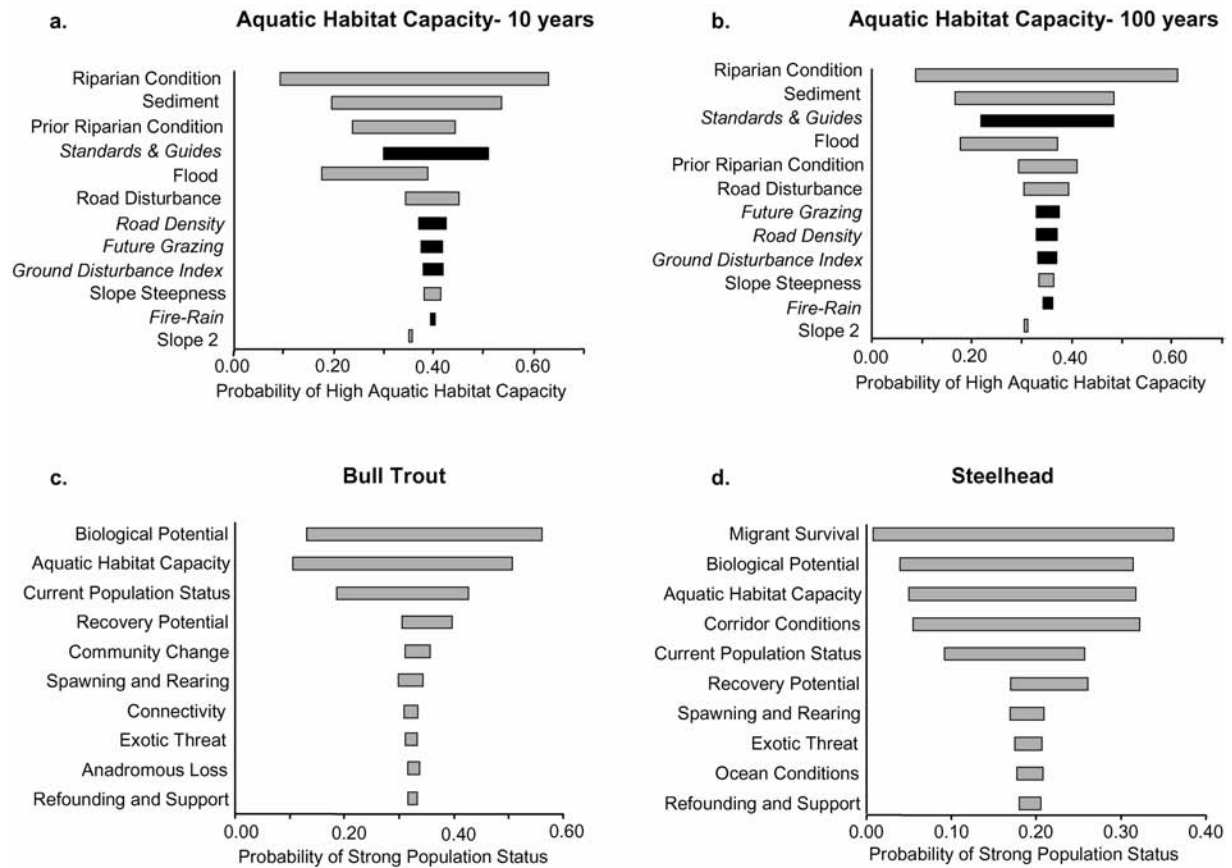 a. Aquatic Habitat Capacity- 10 years
Riparian Condition
Sediment
Prior Riparian Condition
Standards & Guides
Flood
Road Disturbance
Road Density
Future Grazing
Ground Disturbance Index
Slope Steepness
Fire-Rain
Slope 2
0.00 0.20 0.40 0.60
Probability of High Aquatic Habitat Capacity
b. Aquatic Habitat Capacity- 100 years
Riparian Condition
Sediment
Standards & Guides
Flood
Prior Riparian Condition
Road Disturbance
Future Grazing
Road Density
Ground Disturbance Index
Slope Steepness
Fire-Rain
Slope 2
0.00 0.20 0.40 0.60
Probability of High Aquatic Habitat Capacity
c. Bull Trout
Biological Potential
Aquatic Habitat Capacity
Current Population Status
Recovery Potential
Community Change
Spawning and Rearing
Connectivity
Exotic Threat
Anadromous Loss
Refounding and Support
0.00 0.20 0.40 0.60
Probability of Strong Population Status
d. Steelhead
Migrant Survival
Biological Potential
Aquatic Habitat Capacity
Corridor Conditions
Current Population Status
Recovery Potential
Spawning and Rearing
Exotic Threat
Ocean Conditions
Refounding and Support
0.00 0.10 0.20 0.30 0.40
Probability of Strong Population Status